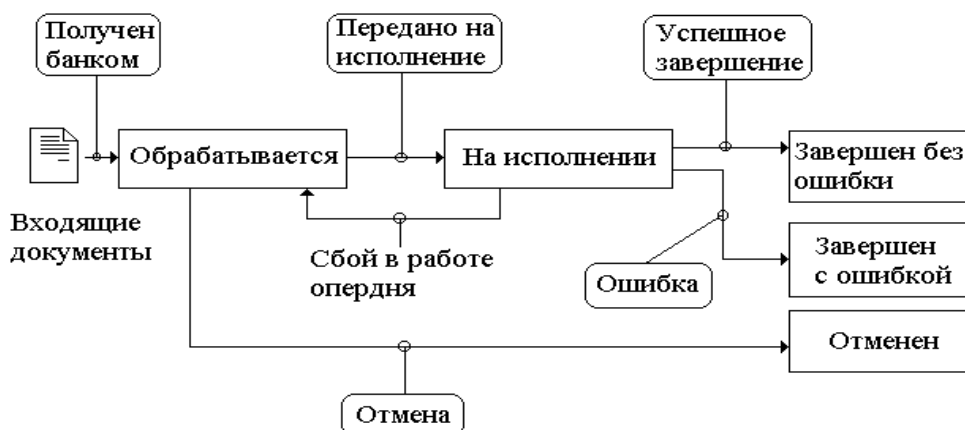 Получен
банком
Передано на
исполнение
Успешное
завершение
Обрабатывается
На исполнении
Завершен без
ошибки
Входящие
документы
Сбой в работе
опердня
Ошибка
Завершен
с ошибкой
Отменен
Отмена